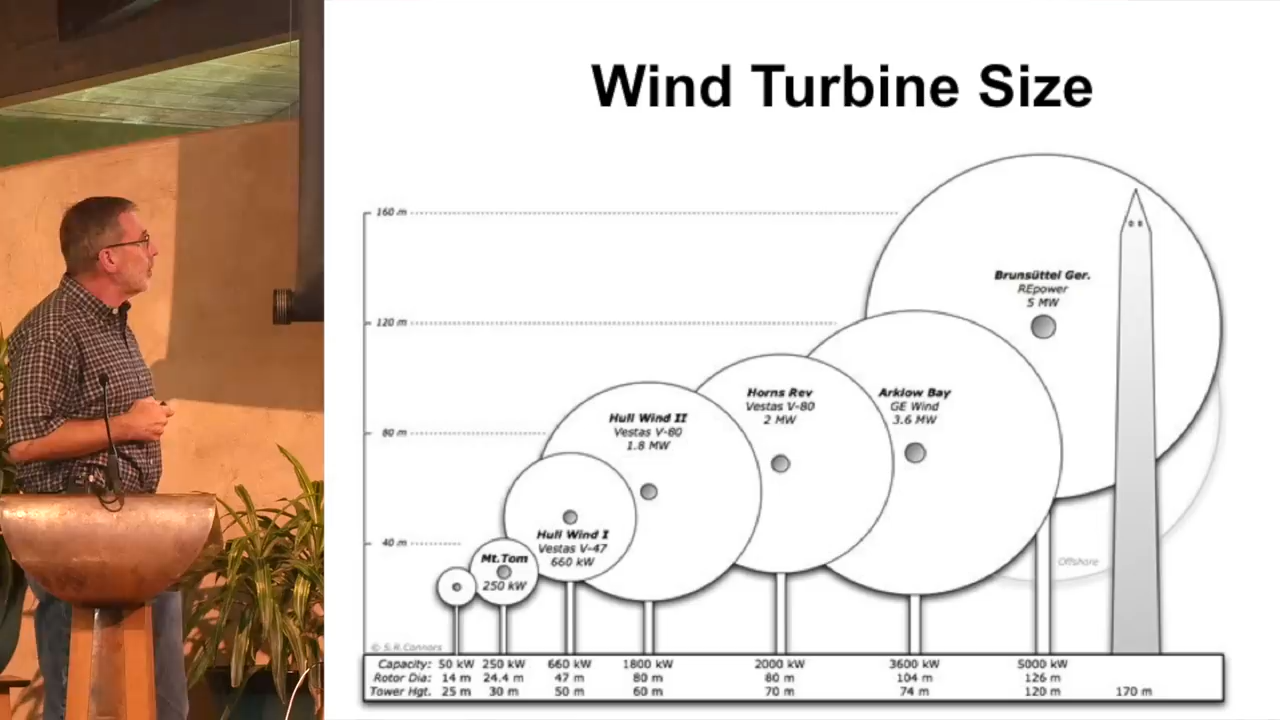 Wind Turbine Size
160 m
120 m
80 m
40 m
Brunsüttel Ger.
REpower
5 MW
Arklow Bay
GE Wind
3.6 MW
Horns Rev
Vestas V-80
2 MW
Hull Wind II
Vestas V-80
1.8 MW
Hull Wind I
Vestas V-47
660 kW
Mt.Tom
250 kW
Offshore
© S.R.Connors
Capacity: 50 kW 250 kW 660 kW 1800 kW 2000 kW 3600 kW 5000 kW
Rotor Dia: 14 m 24.4 m 47 m 80 m 80 m 104 m 126 m
Tower Hgt. 25 m 30 m 50 m 60 m 70 m 74 m 120 m 170 m